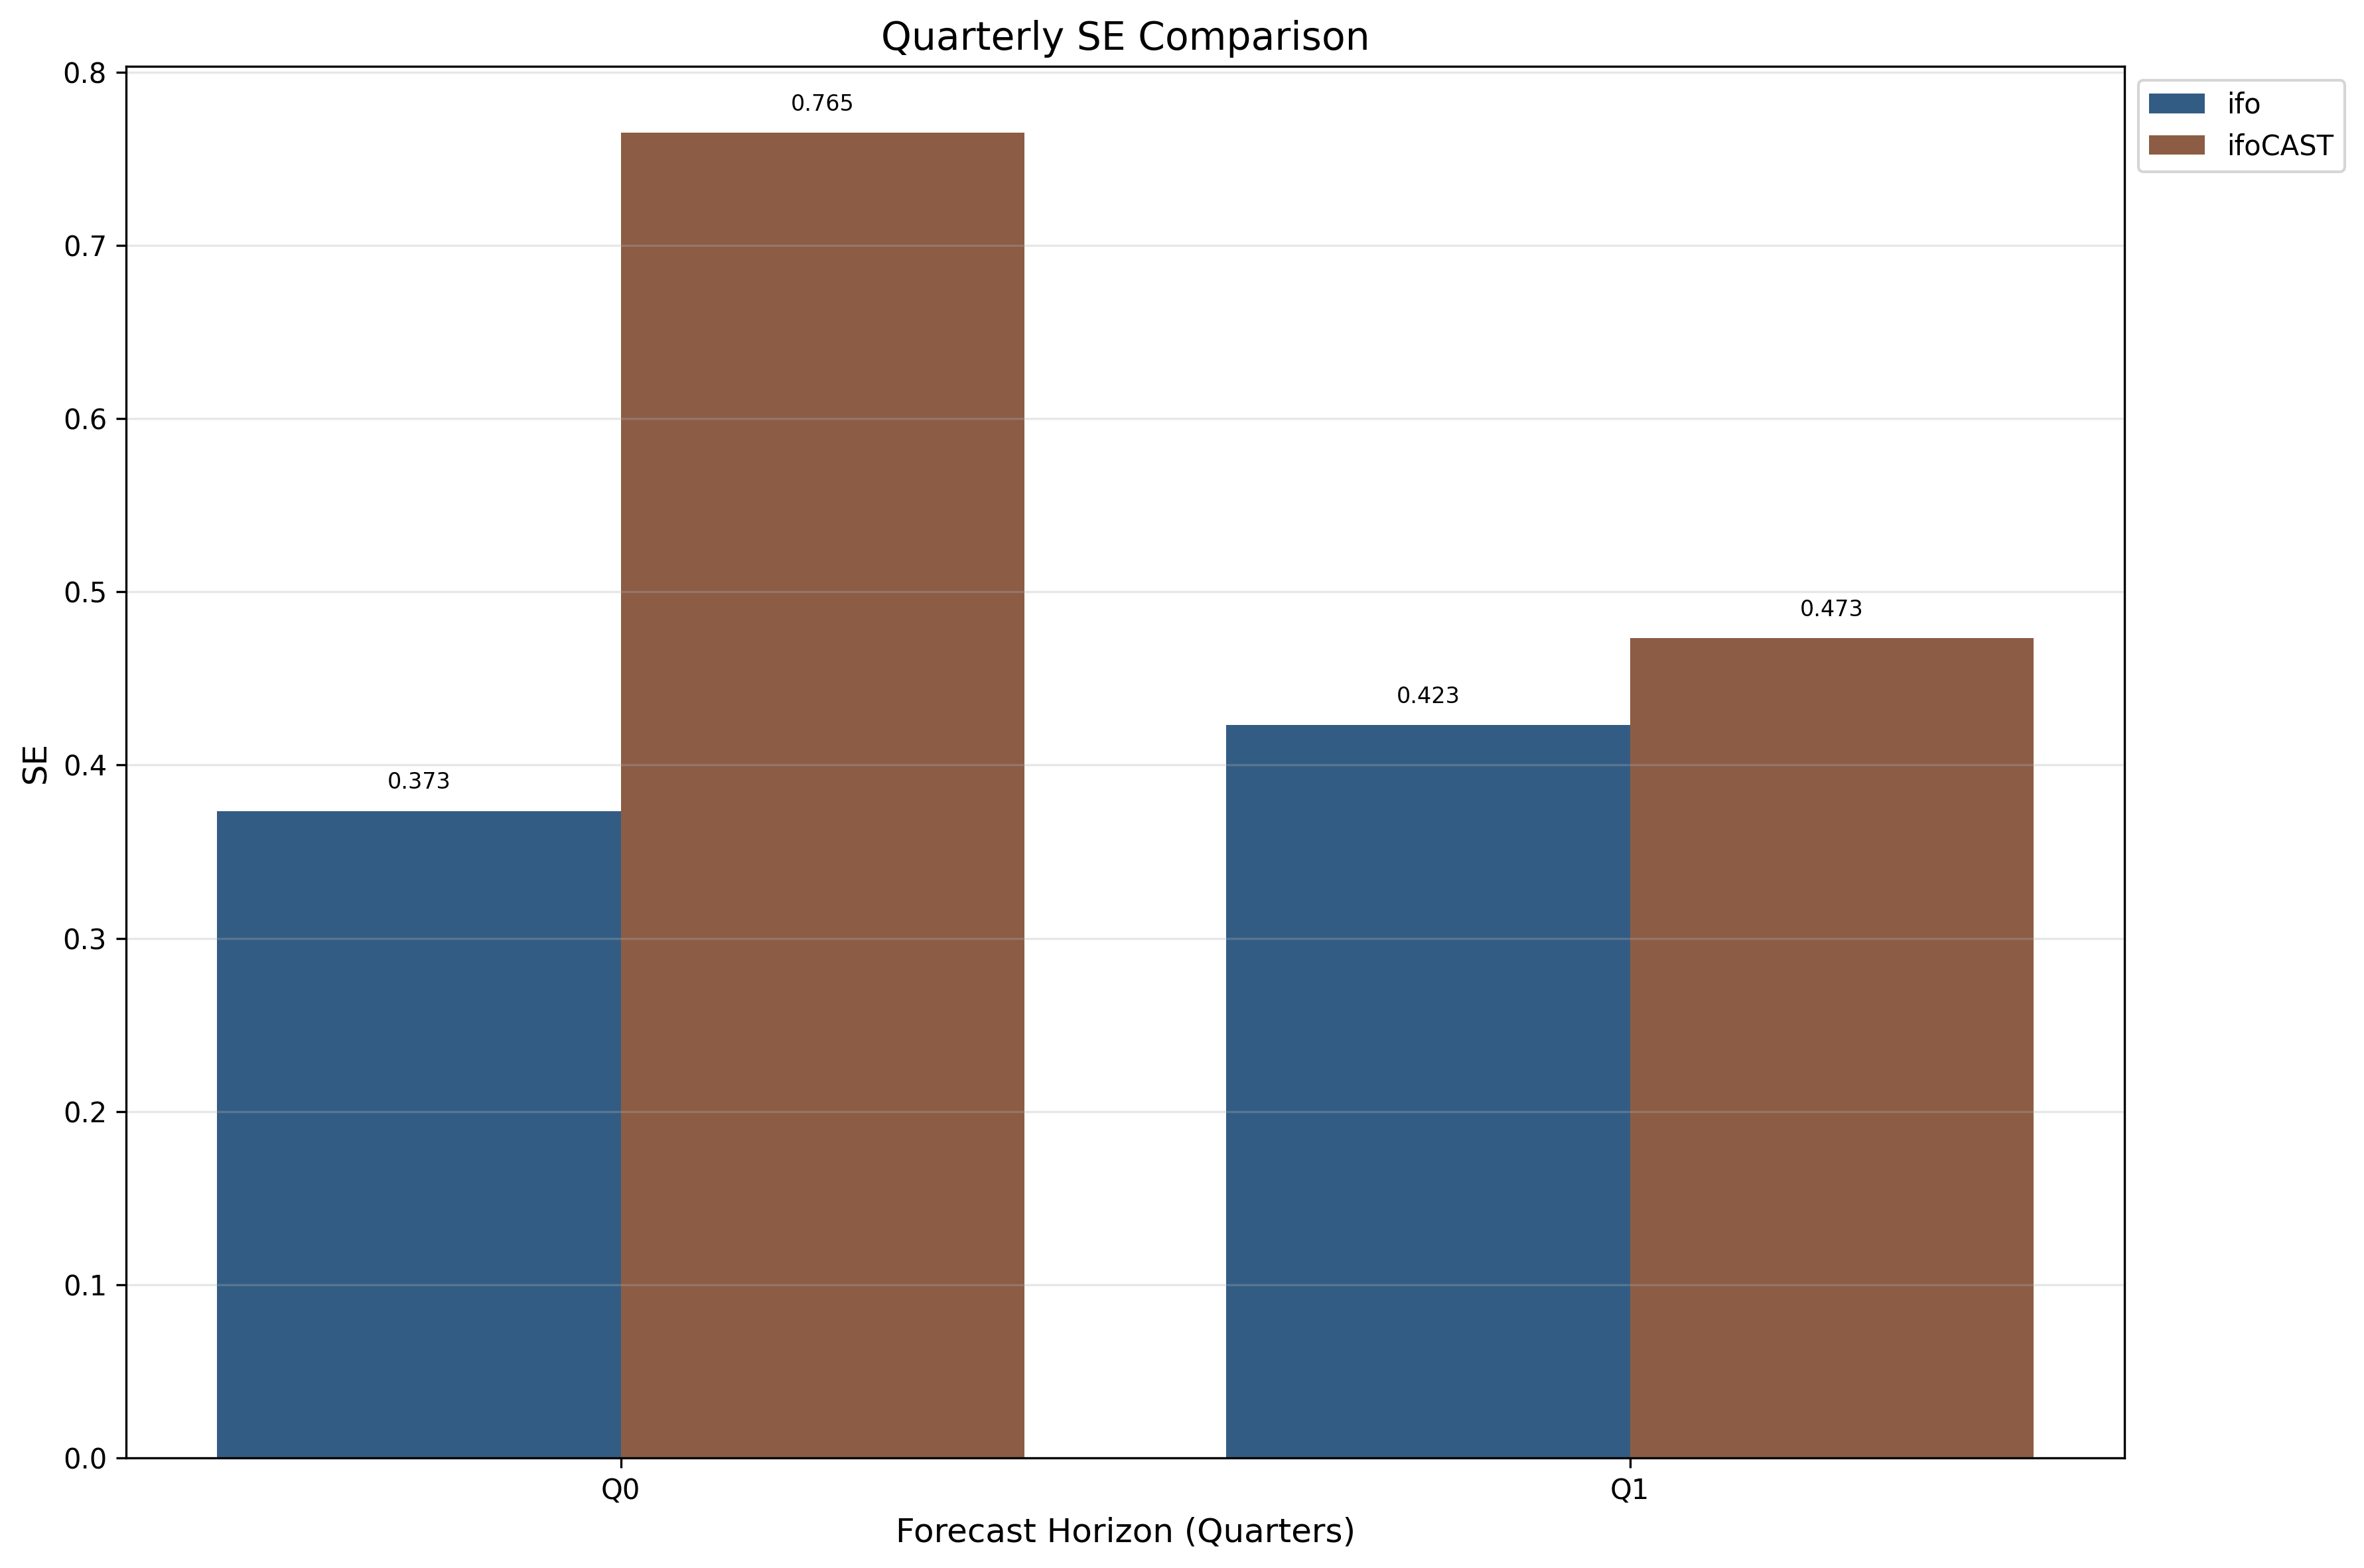 Quarterly SE Comparison
0.8
0.7
0.6
0.5
0.4
0.3
0.2
0.1
0.0
SE
0.765
0.373
0.423
0.473
ifo
ifoCAST
Q0
Q1
Forecast Horizon (Quarters)